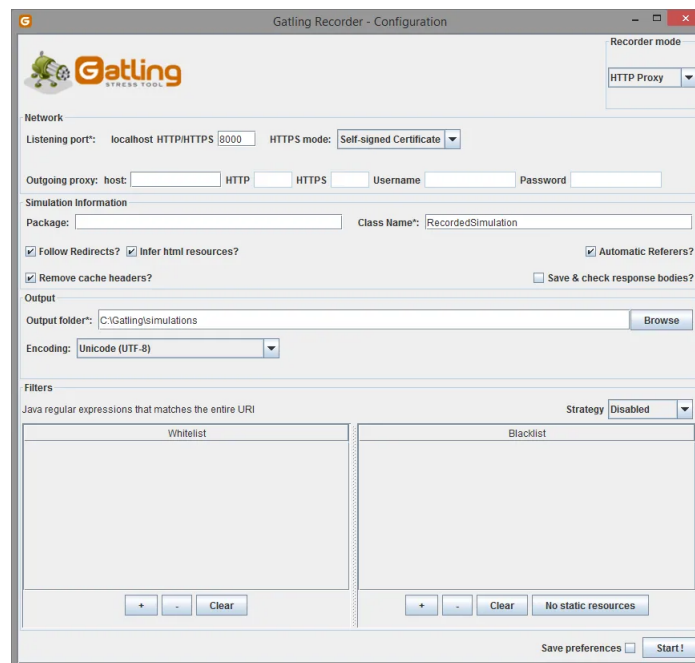 Gatling Recorder - Configuration
Gatling
STRESS TOOL
Recorder mode
HTTP Proxy
Network
Listening port*: localhost HTTP/HTTPS 8000 HTTPS mode: Self-signed Certificate
Outgoing proxy: host: HTTP HTTPS Username Password
Simulation Information
Package: Class Name*: RecordedSimulation
Follow Redirects? Infer html resources? Automatic Referers?
Remove cache headers? Save & check response bodies?
Output
Output folder*: C:\Gatling\simulations Browse
Encoding: Unicode (UTF-8)
Filters
Java regular expressions that matches the entire URI Strategy Disabled
Whitelist Blacklist
+ - Clear + - Clear No static resources
Save preferences Start !